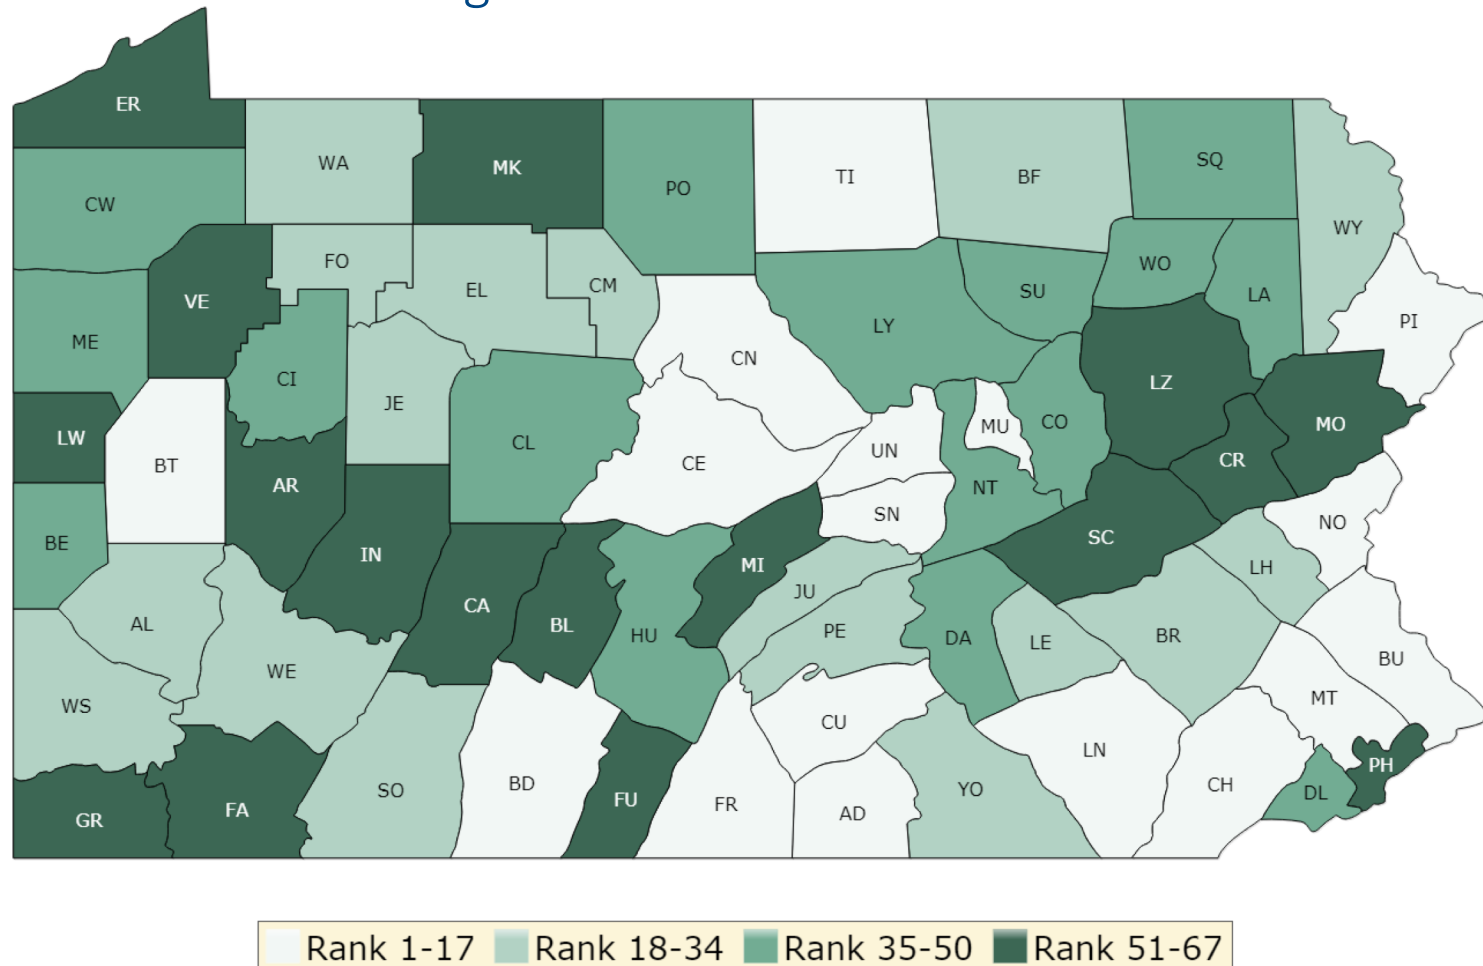 g
ER
WA
MK
PO
TI
BF
SQ
WY
CW
FO
EL
CM
WO
LA
SU
PI
VE
ME
LY
CN
CI
JE
LZ
MO
LW
BT
CL
CE
UN
MU
CO
CR
AR
NT
SN
NO
BE
IN
MI
SC
LH
AL
CA
BL
HU
JU
PE
DA
LE
BR
WE
BU
WS
CU
MT
LN
PH
SO
BD
FU
FR
AD
YO
CH
DL
GR
FA
Rank 1-17 Rank 18-34 Rank 35-50 Rank 51-67